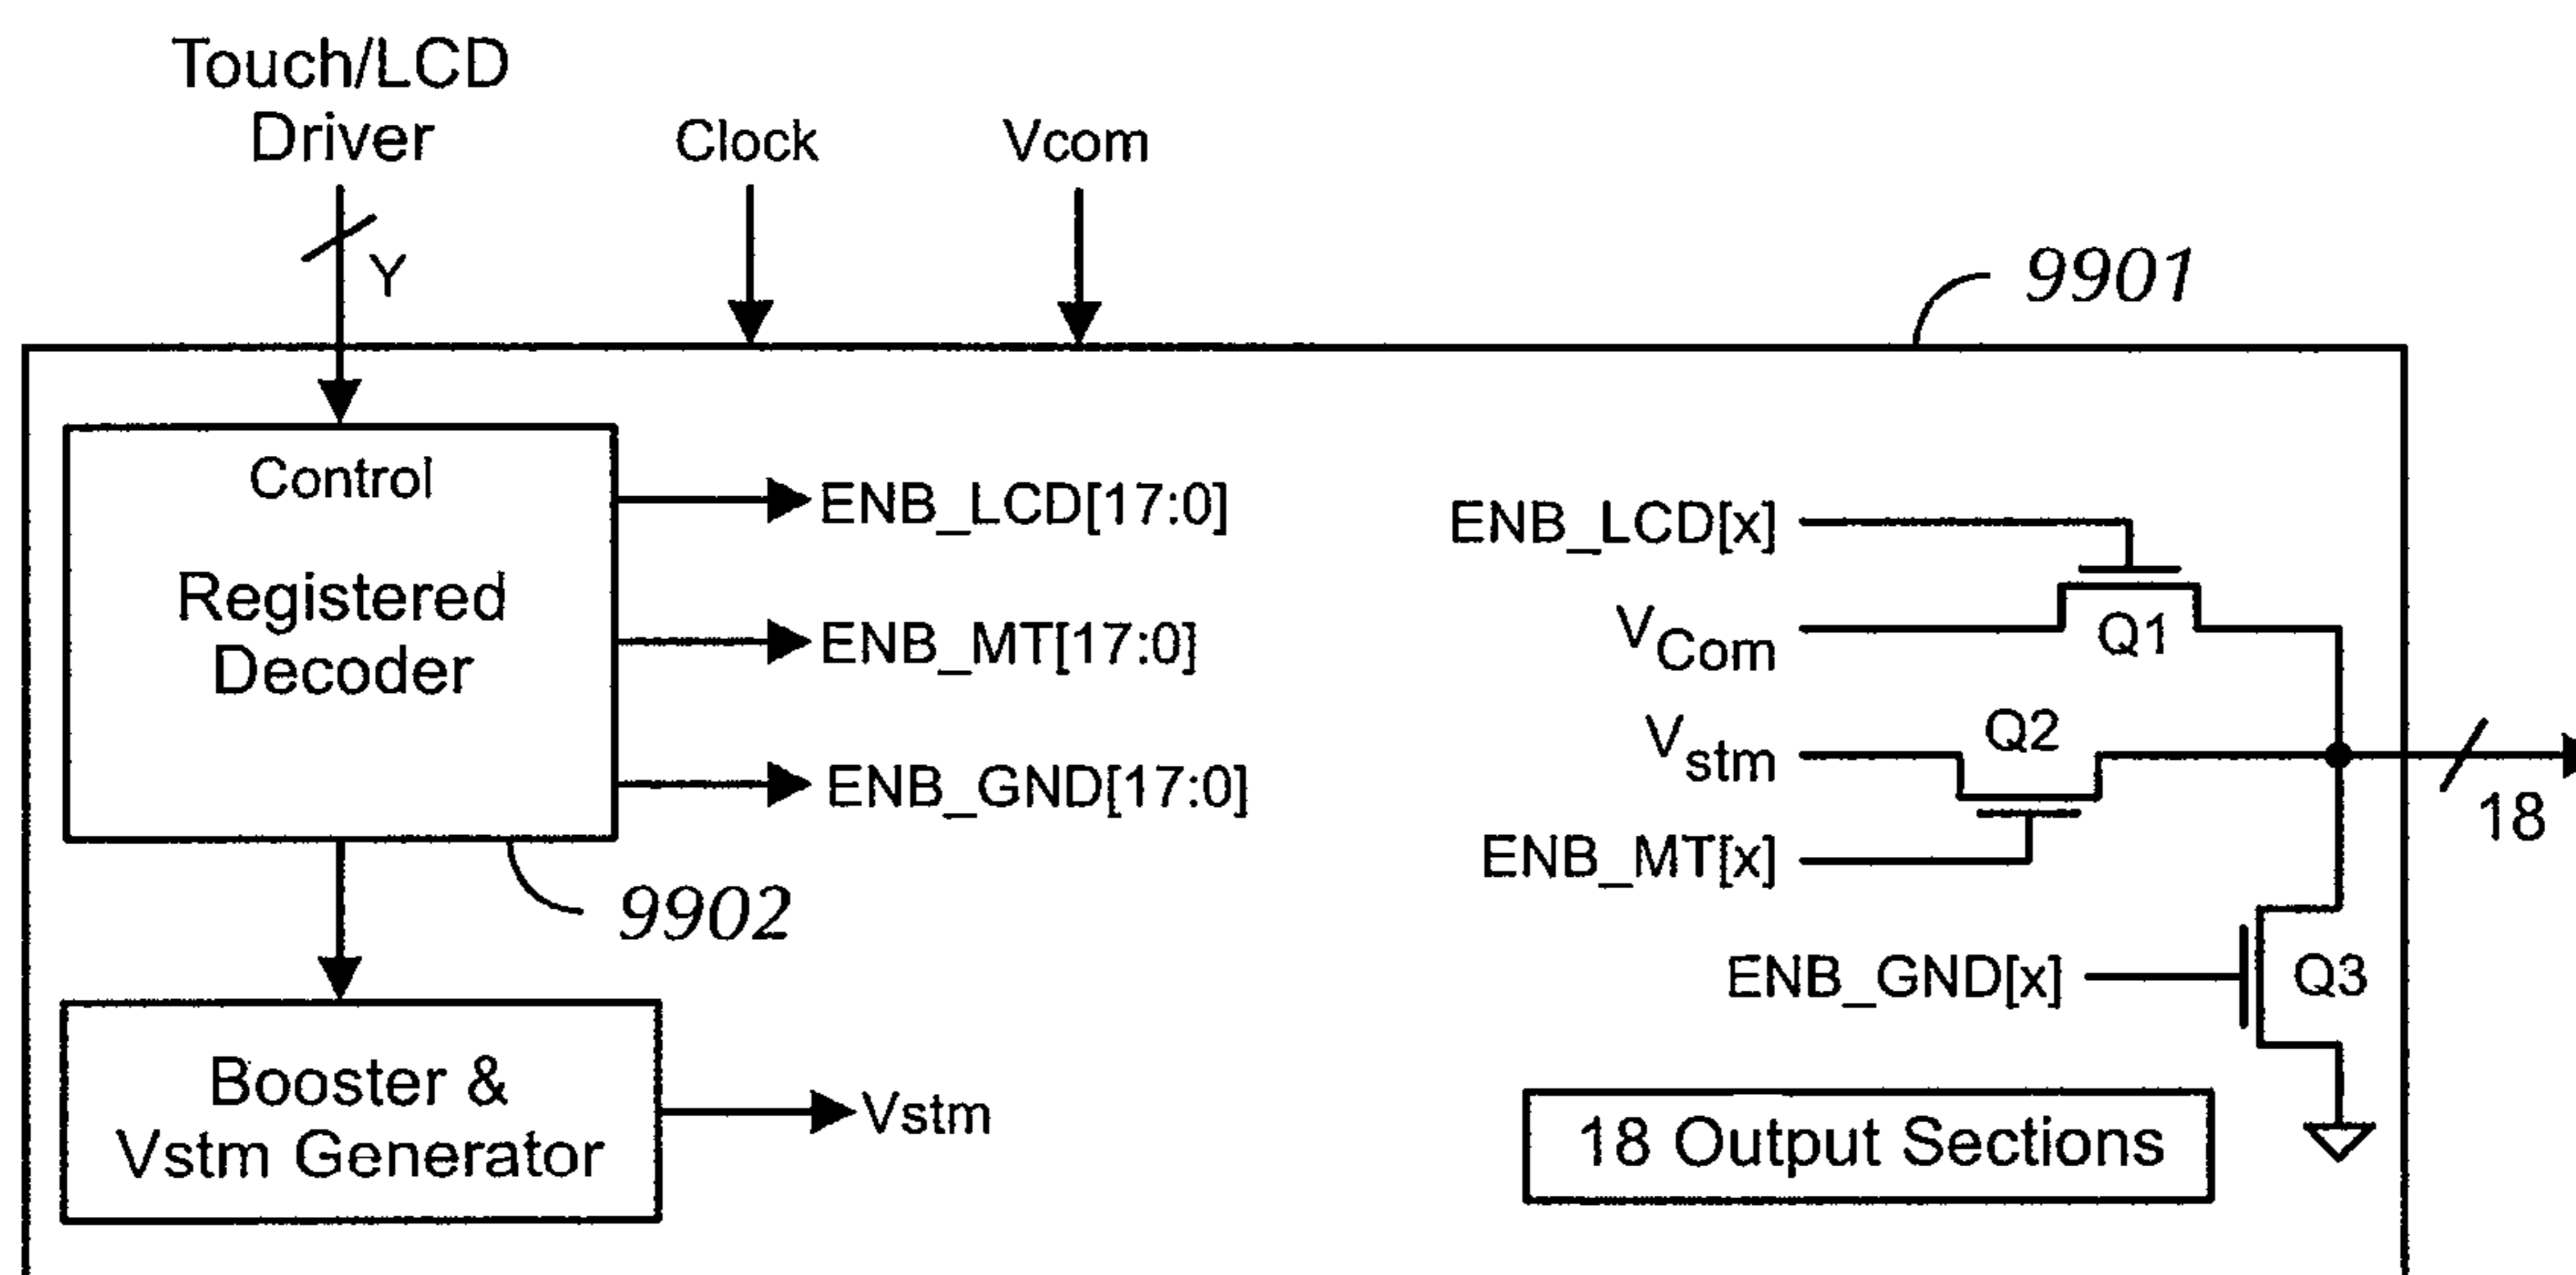 Touch/LCD
Driver
Clock
Vcom
Y
9901
Control
Registered
Decoder
ENB_LCD[17:0]
ENB_MT[17:0]
ENB_GND[17:0]
9902
Booster &
Vstm Generator
Vstm
ENB_LCD[x]
VCom
Q1
Vstm
Q2
ENB_MT[x]
18
ENB_GND[x]
Q3
18 Output Sections